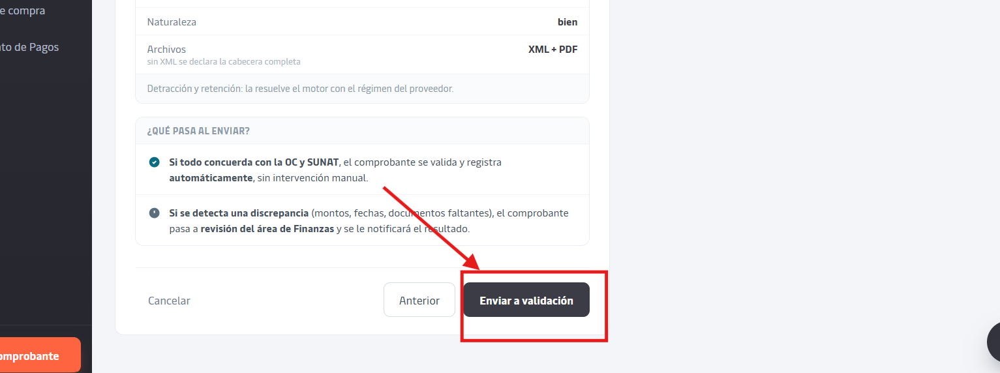 e compra
to de Pagos
omprobante
Naturaleza bien
Archivos XML + PDF
sin XML se declara la cabecera completa
Detracción y retención: la resuelve el motor con el régimen del proveedor.
¿QUÉ PASA AL ENVIAR?
Si todo concuerda con la OC y SUNAT, el comprobante se valida y registra
automáticamente, sin intervención manual.
Si se detecta una discrepancia (montos, fechas, documentos faltantes), el comprobante
pasa a revisión del área de Finanzas y se le notificará el resultado.
Cancelar Anterior Enviar a validación